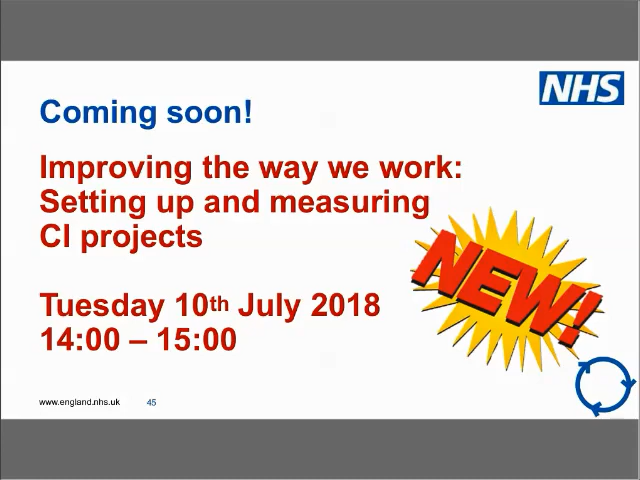 NHS
Coming soon!
Improving the way we work:
Setting up and measuring
CI projects
NEW!
Tuesday 10th July 2018
14:00 – 15:00
www.england.nhs.uk 45